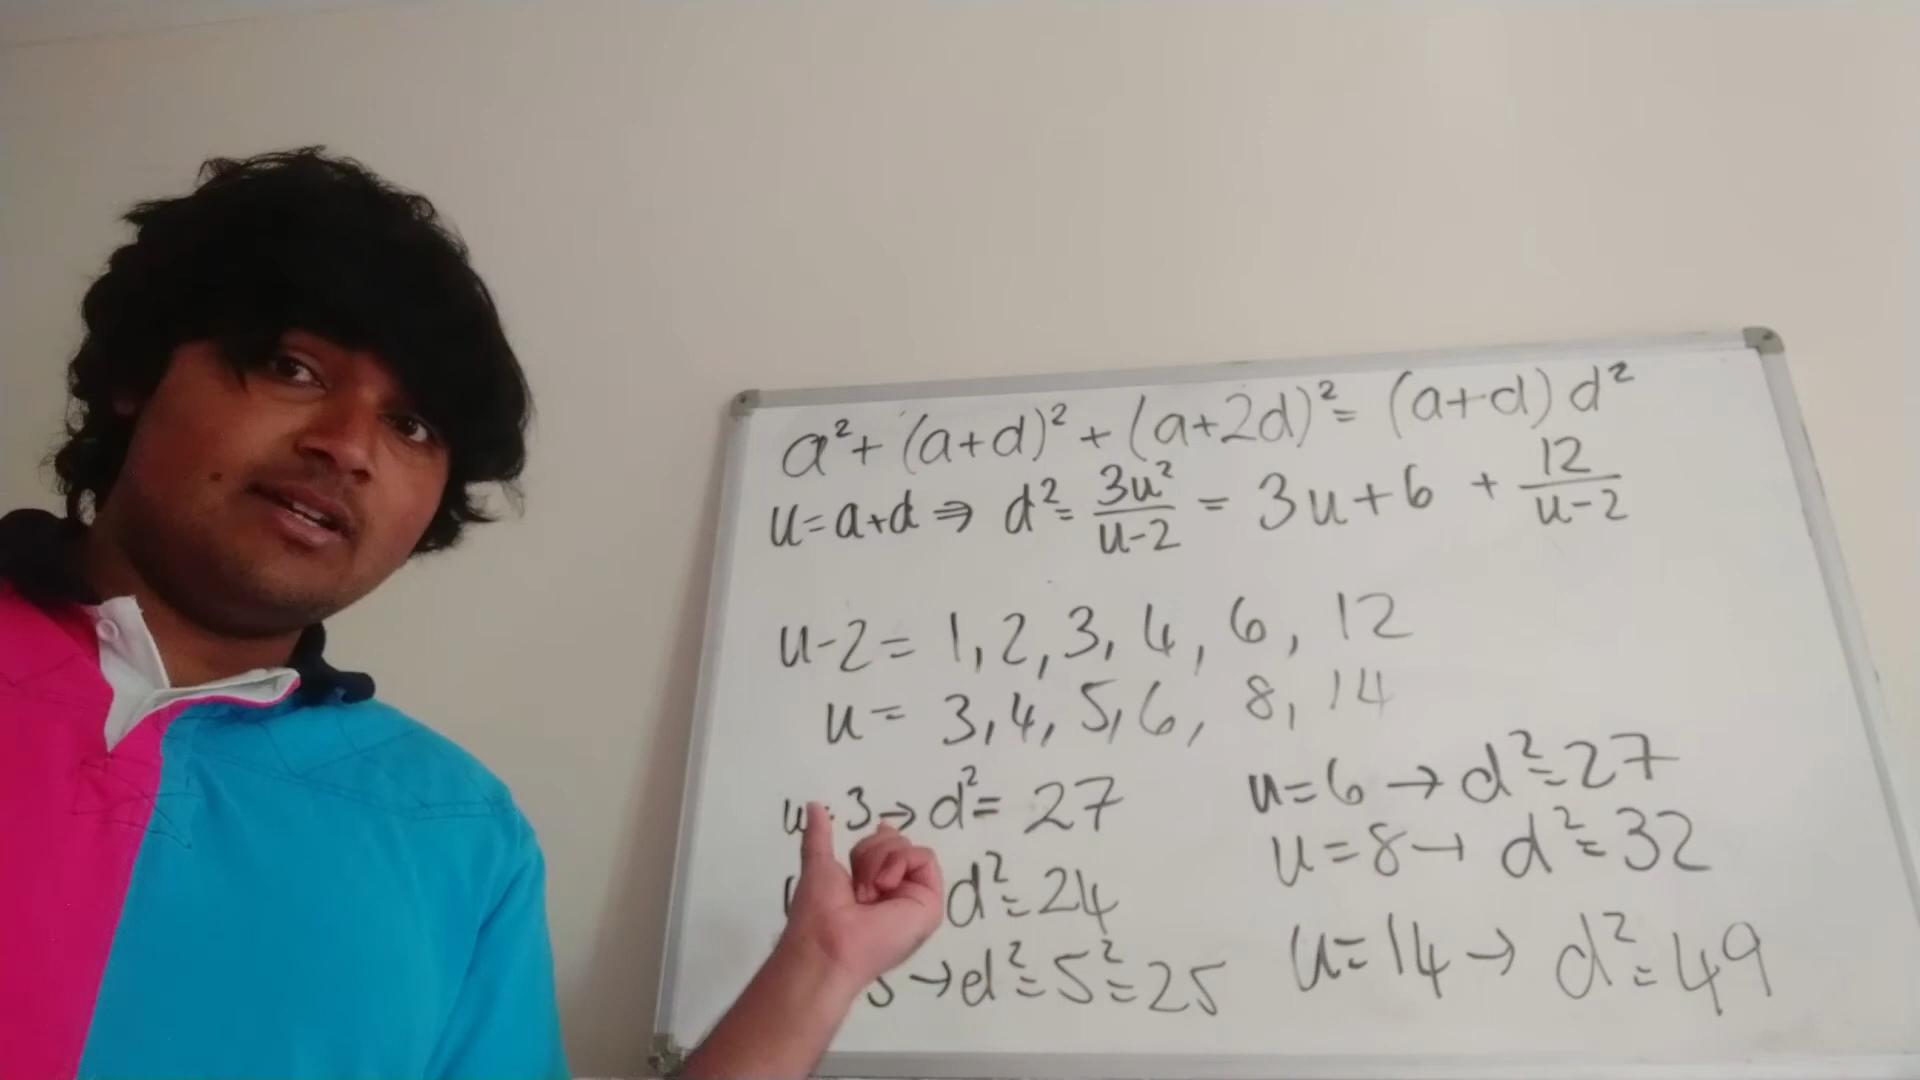 a² + (a+d)² + (a+2d)² = (a+d) d²
u = a+d ⇒ d² = 3u²/(u-2) = 3u+6 + 12/(u-2)
u-2 = 1, 2, 3, 4, 6, 12
u = 3, 4, 5, 6, 8, 14
u=3 → d² = 27
u=6 → d² = 27
d² = 24
u=8 → d² = 32
5 → d² = 5² = 25
u=14 → d² = 49